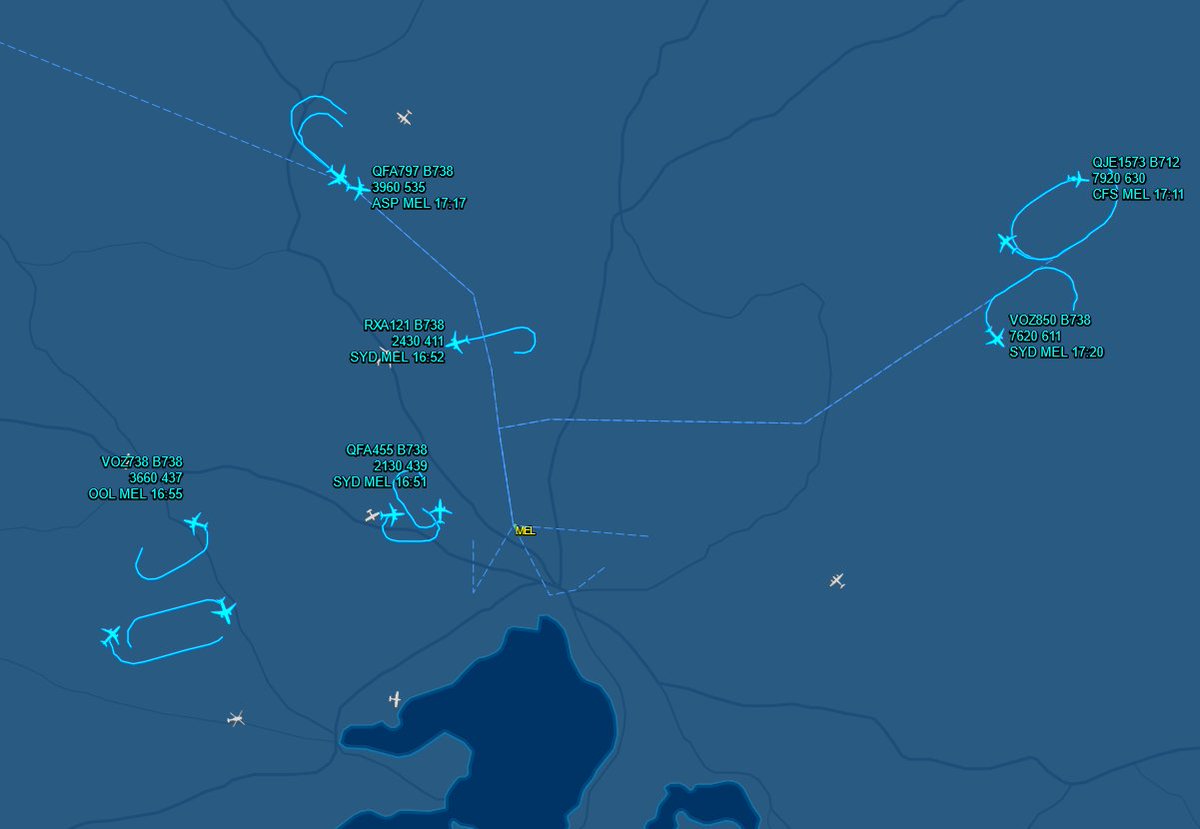 QFA797 B738
3960 535
ASP MEL 17:17
QJE1573 B712
7920 630
CFS MEL 17:11
RXA121 B738
2430 411
SYD MEL 16:52
VOZ850 B738
7620 611
SYD MEL 17:20
QFA455 B738
2130 439
SYD MEL 16:51
VOZ738 B738
3660 437
OOL MEL 16:55
MEL